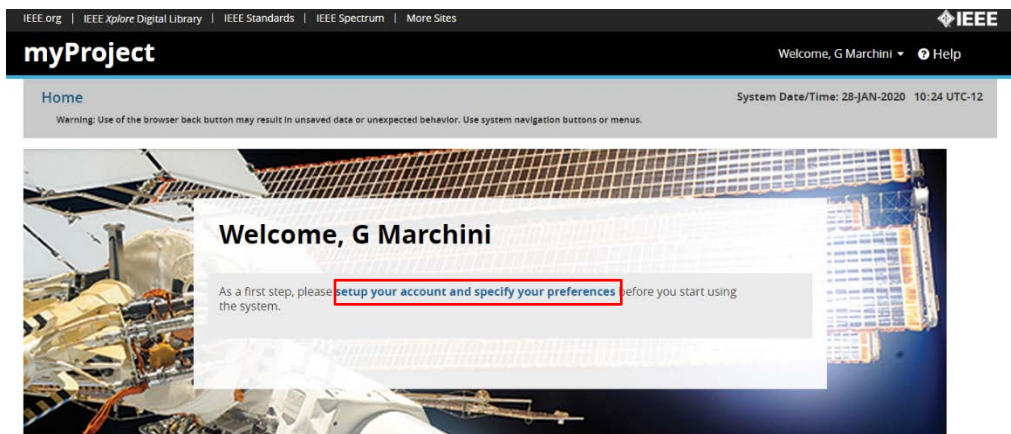 IEEE.org | IEEE Xplore Digital Library | IEEE Standards | IEEE Spectrum | More Sites
IEEE
myProject
Welcome, G Marchini
Help
Home
System Date/Time: 28-JAN-2020 10:24 UTC-12
Warning: Use of the browser back button may result in unsaved data or unexpected behavior. Use system navigation buttons or menus.
Welcome, G Marchini
As a first step, please setup your account and specify your preferences before you start using
the system.